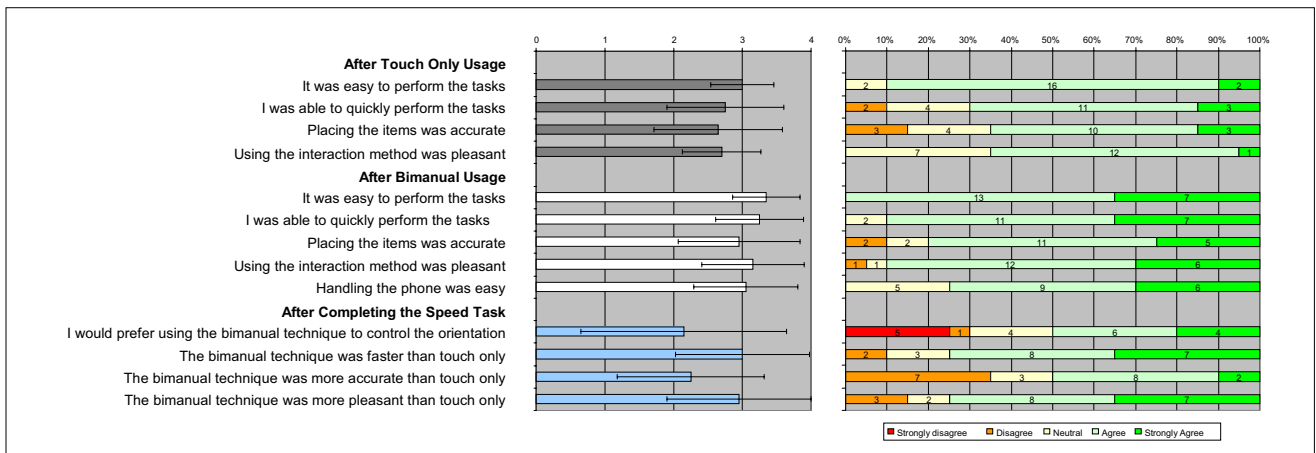 0 1 2 3 4
0% 10% 20% 30% 40% 50% 60% 70% 80% 90% 100%
After Touch Only Usage
It was easy to perform the tasks 2 16 2
I was able to quickly perform the tasks 2 4 11 3
Placing the items was accurate 3 4 10 3
Using the interaction method was pleasant 7 12 1
After Bimanual Usage
It was easy to perform the tasks 13 7
I was able to quickly perform the tasks 2 11 7
Placing the items was accurate 2 2 11 5
Using the interaction method was pleasant 1 1 12 6
Handling the phone was easy 5 9 6
After Completing the Speed Task
I would prefer using the bimanual technique to control the orientation 5 1 4 6 4
The bimanual technique was faster than touch only 2 3 8 7
The bimanual technique was more accurate than touch only 7 3 8 2
The bimanual technique was more pleasant than touch only 3 2 8 7
Strongly disagree Disagree Neutral Agree Strongly Agree